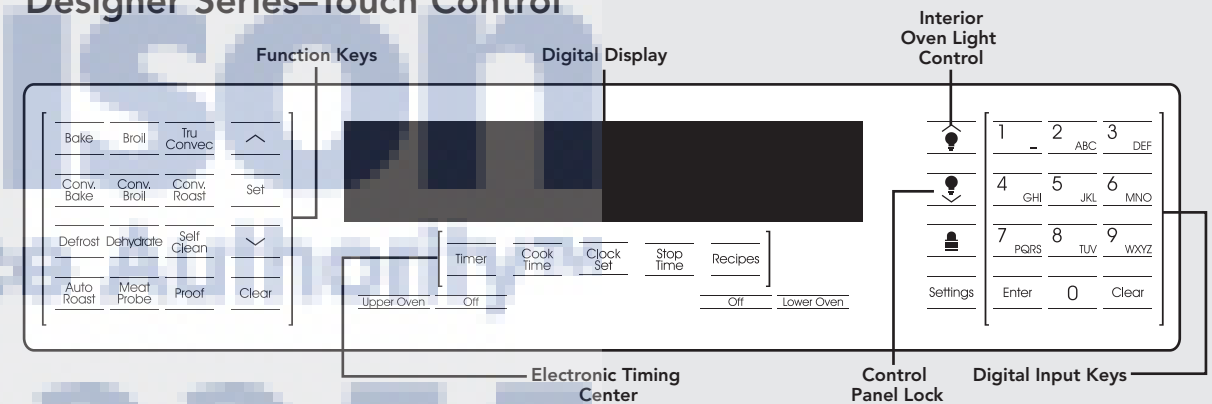 Designer Series–Touch Control
Interior
Oven Light
Control
Function Keys
Digital Display
Bake Broil Tru
Convec
Conv.
Bake Conv.
Broil Conv.
Roast Set
Defrost Dehydrate Self
Clean
Auto
Roast Meat
Probe Proof Clear
Timer Cook
Time Clock
Set Stop
Time Recipes
Upper Oven Off Off Lower Oven
1 _ 2 ABC 3 DEF
4 GHI 5 JKL 6 MNO
7 PQRS 8 TUV 9 WXYZ
Settings Enter 0 Clear
Electronic Timing
Center
Control
Panel Lock
Digital Input Keys